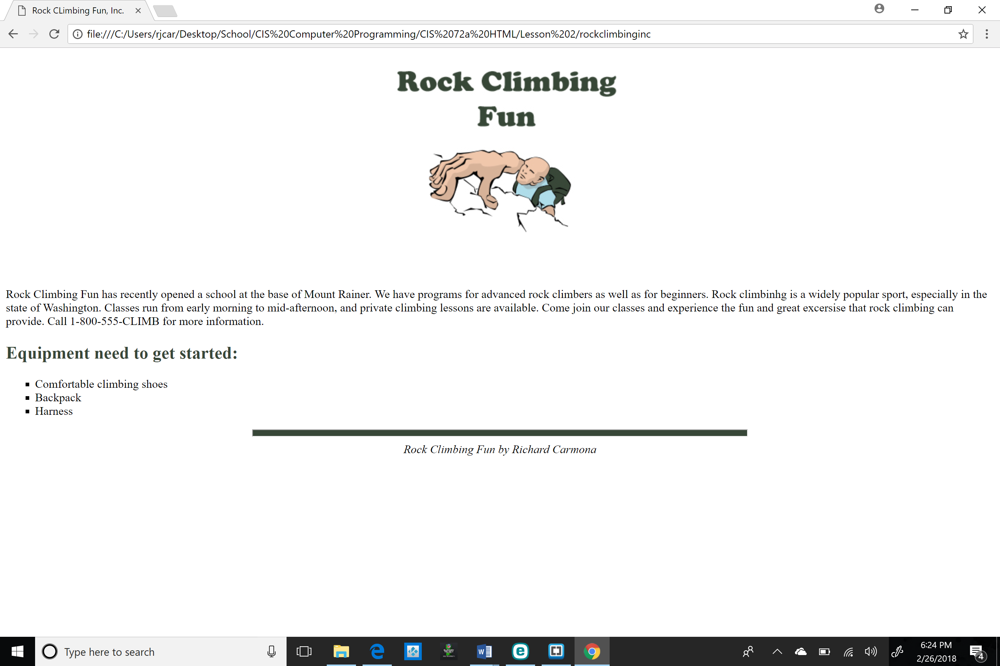 Rock CLimbing Fun, Inc.
file:///C:/Users/rjcar/Desktop/School/CIS%20Computer%20Programming/CIS%2072a%20HTML/Lesson%202/rockclimbinginc
Rock Climbing
Fun
Rock Climbing Fun has recently opened a school at the base of Mount Rainer. We have programs for advanced rock climbers as well as for beginners. Rock climbinhg is a widely popular sport, especially in the
state of Washington. Classes run from early morning to mid-afternoon, and private climbing lessons are available. Come join our classes and experience the fun and great excersise that rock climbing can
provide. Call 1-800-555-CLIMB for more information.
Equipment need to get started:
Comfortable climbing shoes
Backpack
Harness
Rock Climbing Fun by Richard Carmona
Type here to search
6:24 PM
2/26/2018
4